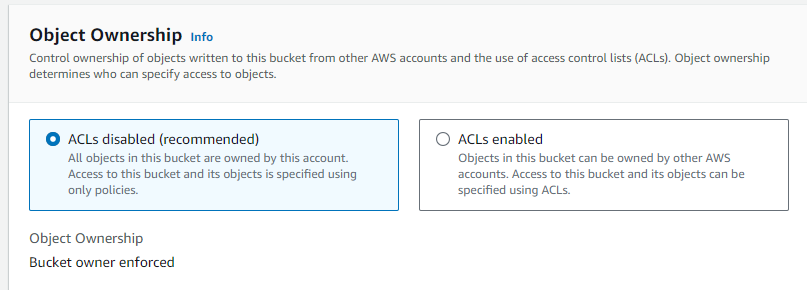 Object Ownership Info
Control ownership of objects written to this bucket from other AWS accounts and the use of access control lists (ACLs). Object ownership
determines who can specify access to objects.
ACLs disabled (recommended)
All objects in this bucket are owned by this account.
Access to this bucket and its objects is specified using
only policies.
ACLs enabled
Objects in this bucket can be owned by other AWS
accounts. Access to this bucket and its objects can be
specified using ACLs.
Object Ownership
Bucket owner enforced